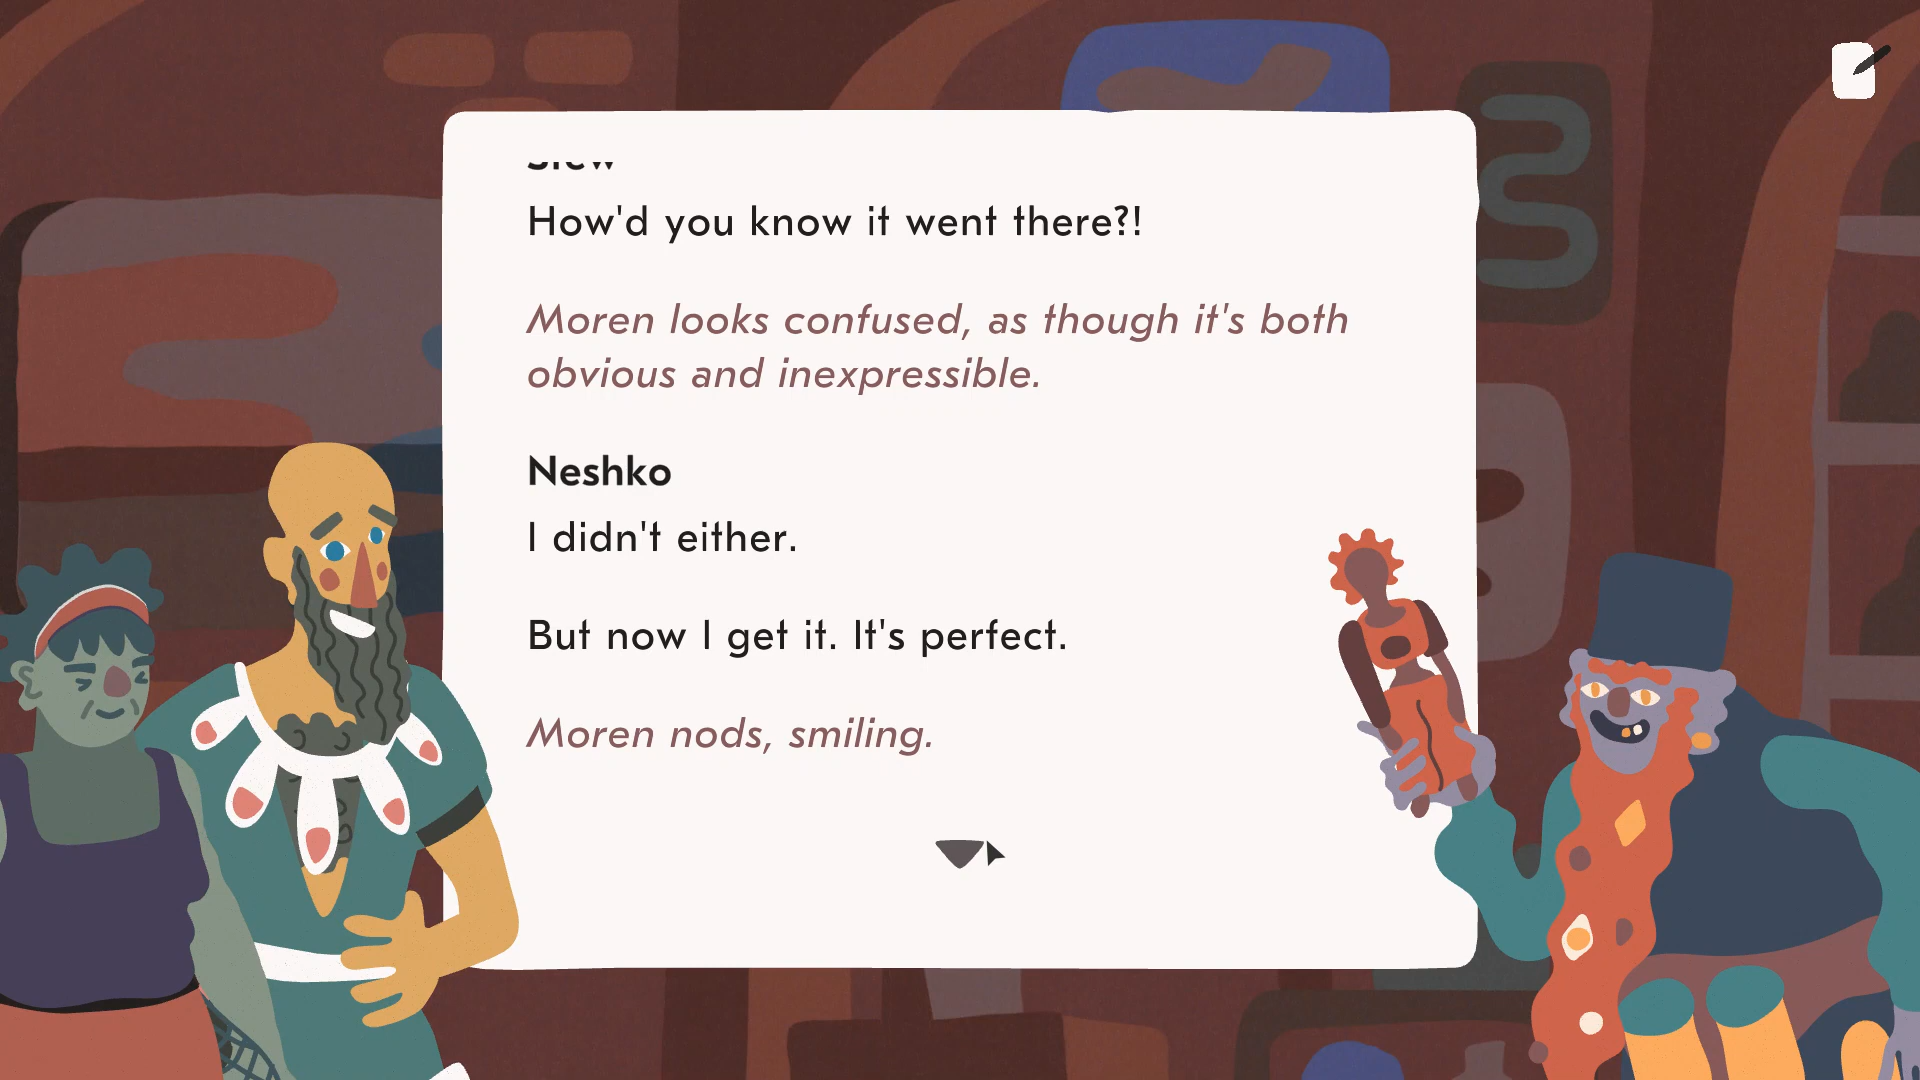 How'd you know it went there?!
Moren looks confused, as though it's both
obvious and inexpressible.
Neshko
I didn't either.
But now I get it. It's perfect.
Moren nods, smiling.